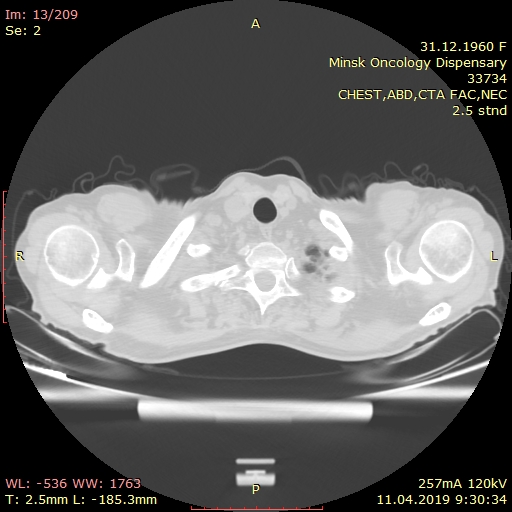 Im: 13/209
Se: 2
A
31.12.1960 F
Minsk Oncology Dispensary
33734
CHEST,ABD,CTA FAC,NEC
2.5 stnd
R
L
WL: -536 WW: 1763
T: 2.5mm L: -185.3mm
P
257mA 120kV
11.04.2019 9:30:34